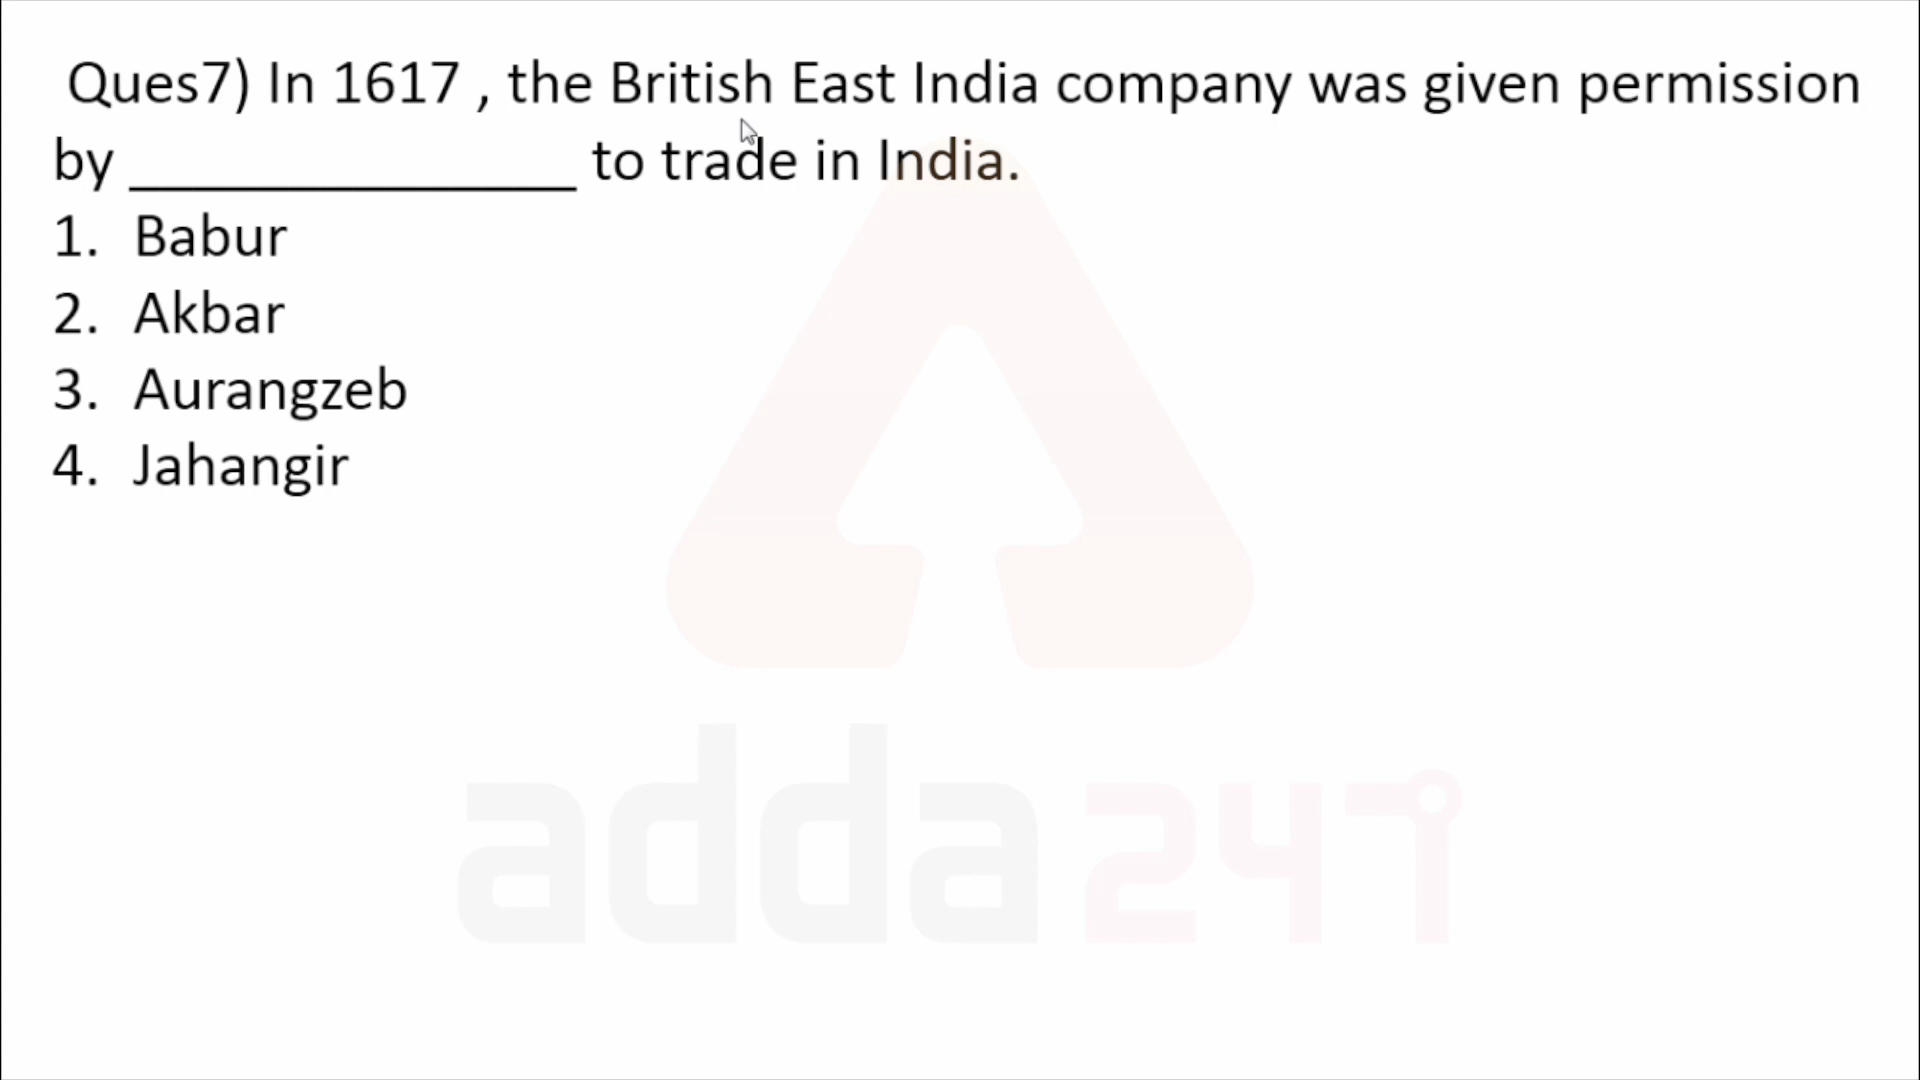 Ques7) In 1617 , the British East India company was given permission
by ________________ to trade in India.
1. Babur
2. Akbar
3. Aurangzeb
4. Jahangir
adda247